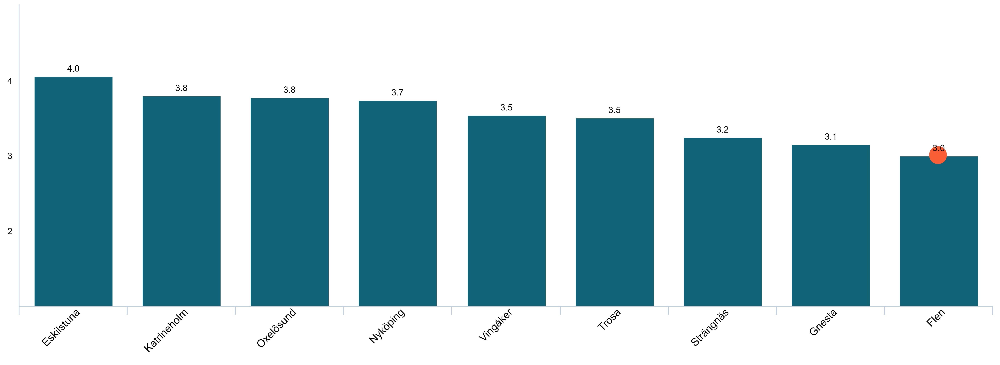 4.0
3.8
3.8
3.7
3.5
3.5
3.2
3.1
3.0
4
3
2
Eskilstuna
Katrineholm
Oxelösund
Nyköping
Vingåker
Trosa
Strängnäs
Gnesta
Flen